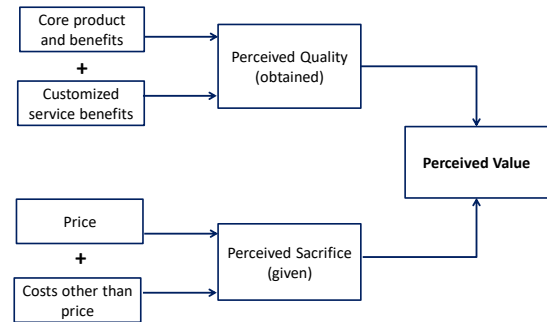 Core product
and benefits
+
Customized
service benefits
Perceived Quality
(obtained)
Perceived Value
Price
+
Costs other than
price
Perceived Sacrifice
(given)